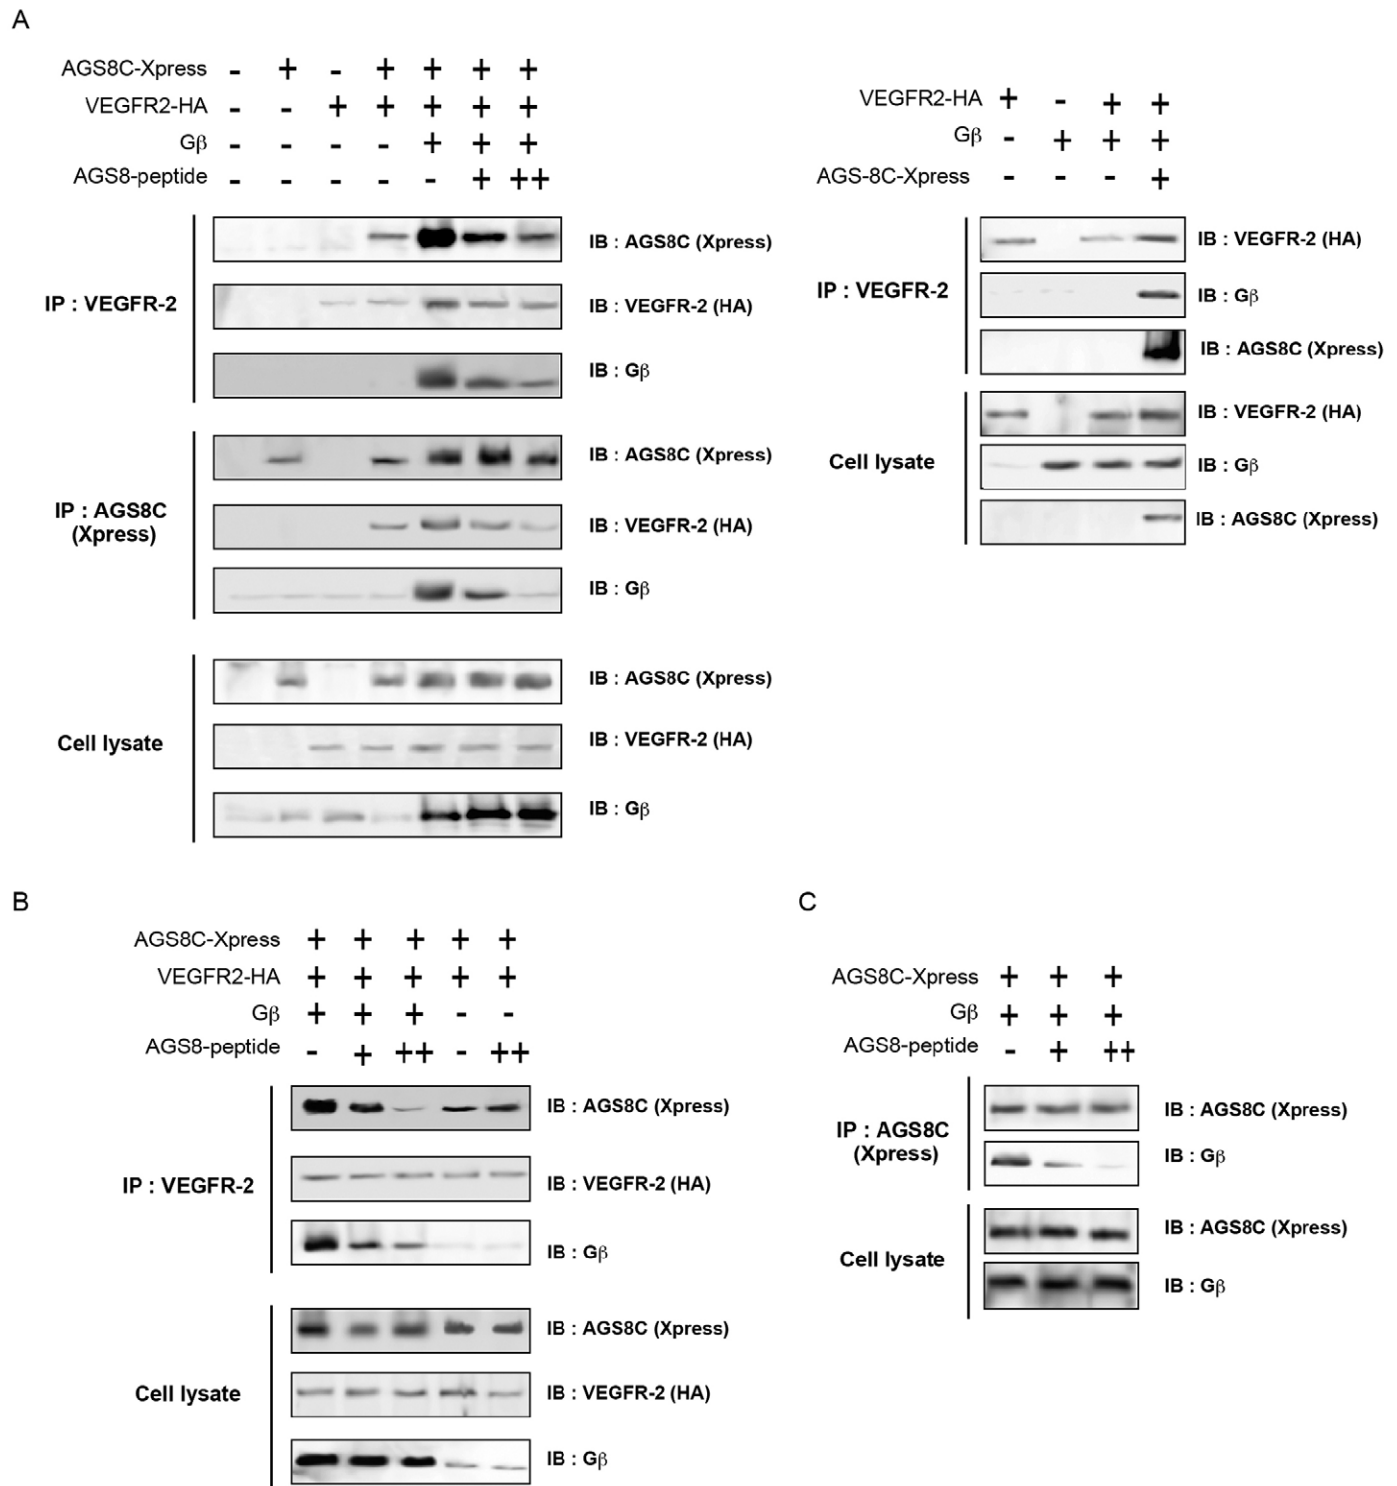 A
AGS8C-Xpress - + - + + + +
VEGFR2-HA - - + + + + +
Gβ - - - - + + +
AGS8-peptide - - - - - + ++
IP : VEGFR-2
IB : AGS8C (Xpress)
IB : VEGFR-2 (HA)
IB : Gβ
IP : AGS8C
(Xpress)
IB : AGS8C (Xpress)
IB : VEGFR-2 (HA)
IB : Gβ
Cell lysate
IB : AGS8C (Xpress)
IB : VEGFR-2 (HA)
IB : Gβ
VEGFR2-HA + - + +
Gβ - + + +
AGS-8C-Xpress - - - +
IP : VEGFR-2
IB : VEGFR-2 (HA)
IB : Gβ
IB : AGS8C (Xpress)
Cell lysate
IB : VEGFR-2 (HA)
IB : Gβ
IB : AGS8C (Xpress)
B
AGS8C-Xpress + + + + +
VEGFR2-HA + + + + +
Gβ + + + - -
AGS8-peptide - + ++ - ++
IP : VEGFR-2
IB : AGS8C (Xpress)
IB : VEGFR-2 (HA)
IB : Gβ
Cell lysate
IB : AGS8C (Xpress)
IB : VEGFR-2 (HA)
IB : Gβ
C
AGS8C-Xpress + + +
Gβ + + +
AGS8-peptide - + ++
IP : AGS8C
(Xpress)
IB : AGS8C (Xpress)
IB : Gβ
Cell lysate
IB : AGS8C (Xpress)
IB : Gβ